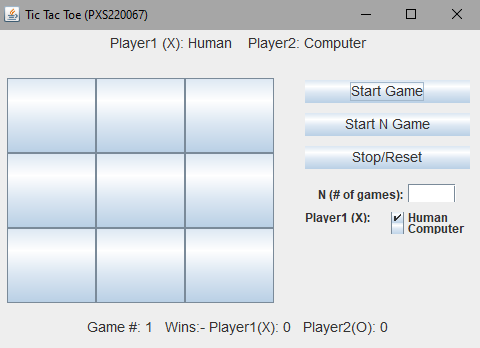 Tic Tac Toe (PXS220067)
Player1 (X): Human Player2: Computer
Start Game
Start N Game
Stop/Reset
N (# of games):
Player1 (X): Human
Computer
Game #: 1 Wins:- Player1(X): 0 Player2(O): 0